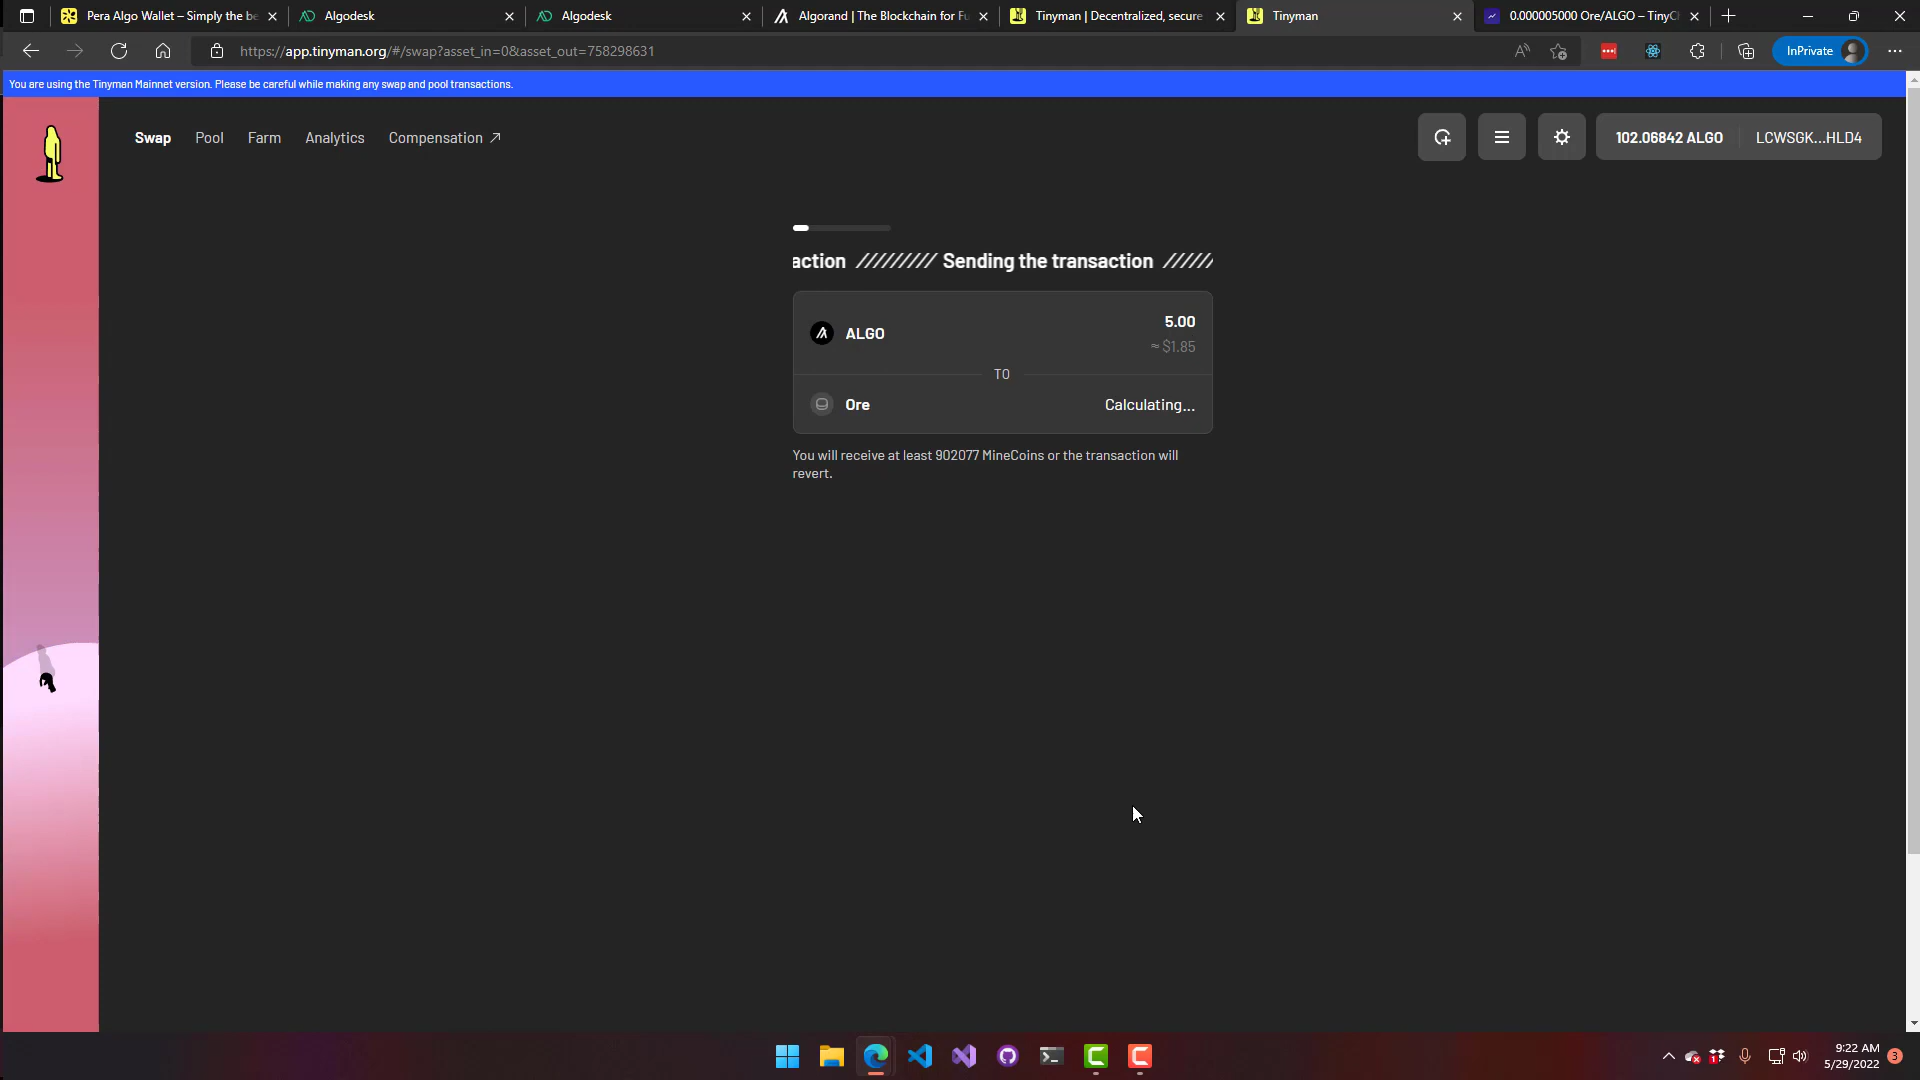 Pera Algo Wallet – Simply the be
Algodesk
Algodesk
Algorand | The Blockchain for Fu
Tinyman | Decentralized, secure
Tinyman
0.000005000 Ore/ALGO – TinyCh
https://app.tinyman.org/#/swap?asset_in=0&asset_out=758298631
InPrivate
You are using the Tinyman Mainnet version. Please be careful while making any swap and pool transactions.
Swap
Pool
Farm
Analytics
Compensation
102.06842 ALGO
LCWSGK...HLD4
action ///////// Sending the transaction //////
ALGO
5.00
≈ $1.85
TO
Ore
Calculating...
You will receive at least 902077 MineCoins or the transaction will
revert.
9:22 AM
5/29/2022
3